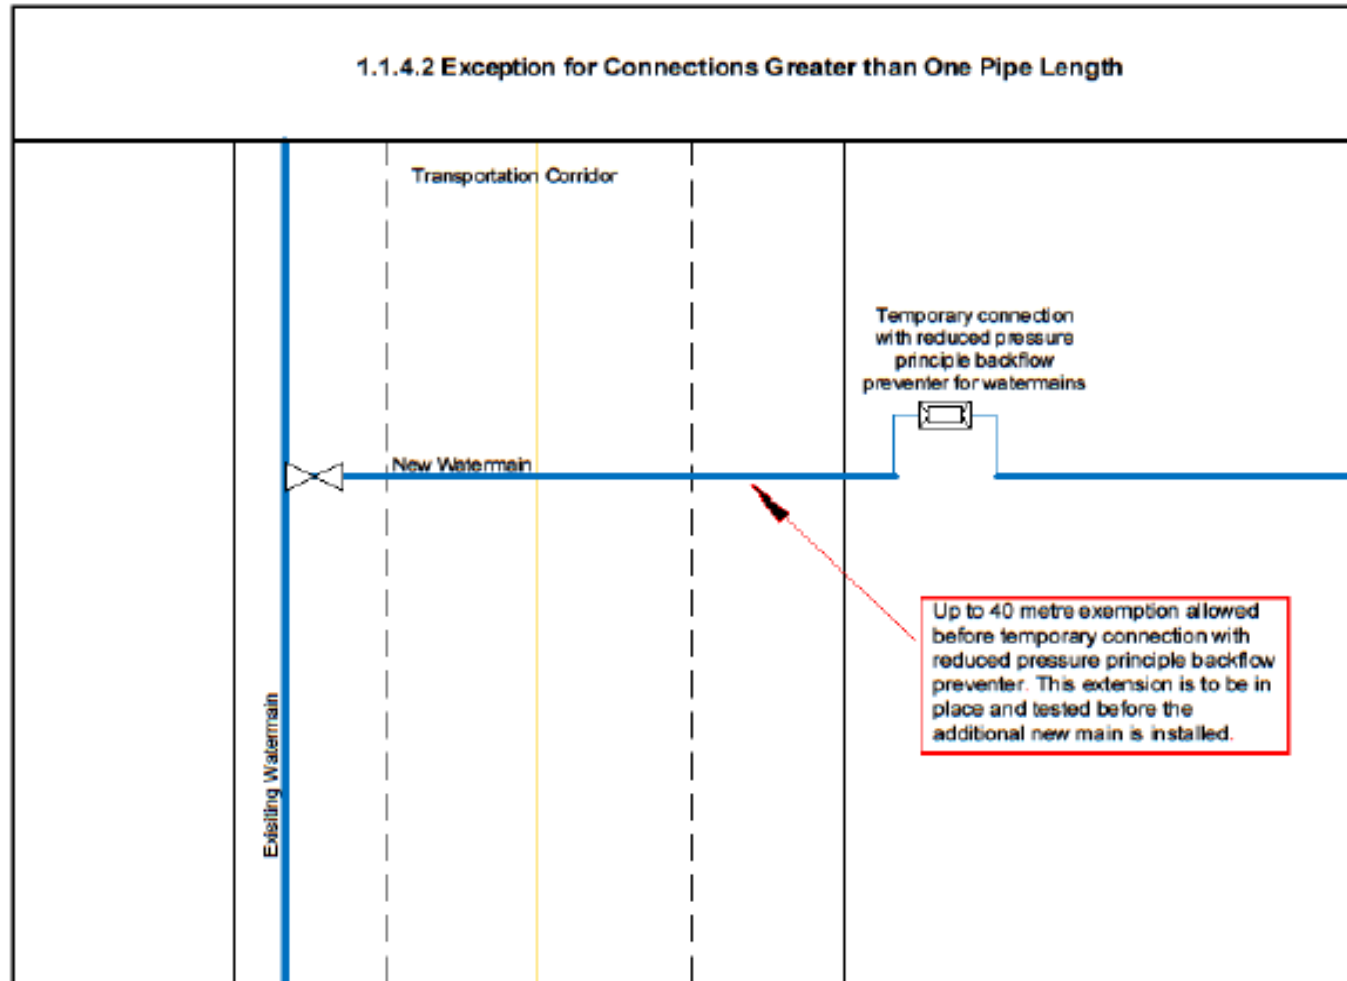 1.1.4.2 Exception for Connections Greater than One Pipe Length
Transportation Corridor
Temporary connection
with reduced pressure
principle backflow
preventer for watermains
New Watermain
Up to 40 metre exemption allowed
before temporary connection with
reduced pressure principle backflow
preventer. This extension is to be in
place and tested before the
additional new main is installed.
Exisiting Watermain